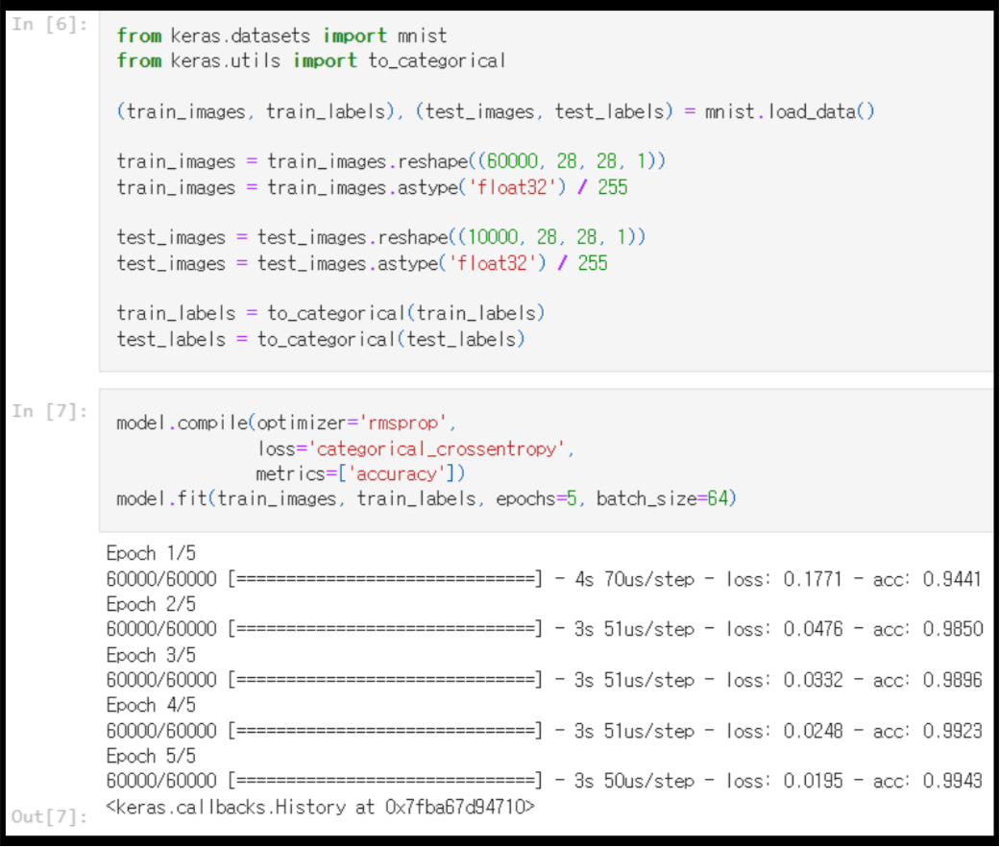 In [6]:
from keras.datasets import mnist
from keras.utils import to_categorical
(train_images, train_labels), (test_images, test_labels) = mnist.load_data()
train_images = train_images.reshape((60000, 28, 28, 1))
train_images = train_images.astype('float32') / 255
test_images = test_images.reshape((10000, 28, 28, 1))
test_images = test_images.astype('float32') / 255
train_labels = to_categorical(train_labels)
test_labels = to_categorical(test_labels)
In [7]:
model.compile(optimizer='rmsprop',
loss='categorical_crossentropy',
metrics=['accuracy'])
model.fit(train_images, train_labels, epochs=5, batch_size=64)
Epoch 1/5
60000/60000 [==============================] - 4s 70us/step - loss: 0.1771 - acc: 0.9441
Epoch 2/5
60000/60000 [==============================] - 3s 51us/step - loss: 0.0476 - acc: 0.9850
Epoch 3/5
60000/60000 [==============================] - 3s 51us/step - loss: 0.0332 - acc: 0.9896
Epoch 4/5
60000/60000 [==============================] - 3s 51us/step - loss: 0.0248 - acc: 0.9923
Epoch 5/5
60000/60000 [==============================] - 3s 50us/step - loss: 0.0195 - acc: 0.9943
Out[7]: <keras.callbacks.History at 0x7fba67d94710>